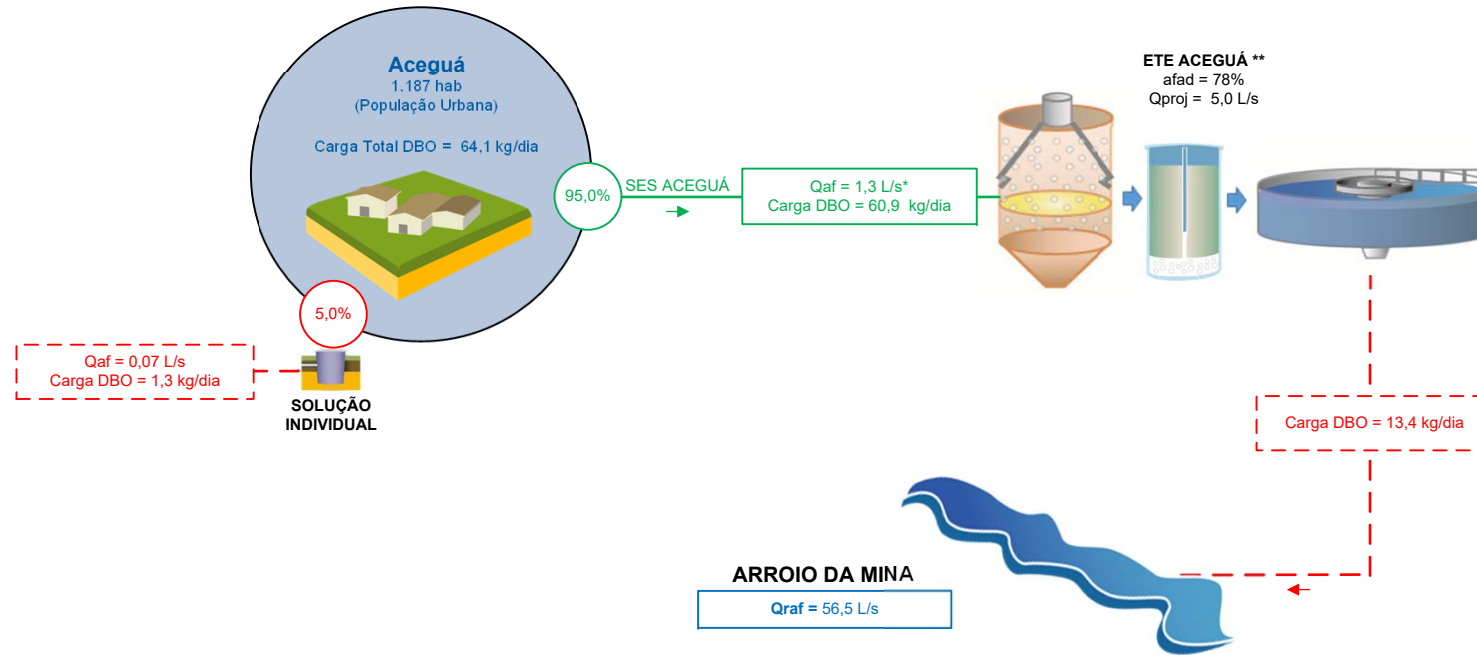 Aceguá
1.187 hab
(População Urbana)
Carga Total DBO = 64,1 kg/dia
95,0%
SES ACEGUÁ
Qaf = 1,3 L/s*
Carga DBO = 60,9 kg/dia
ETE ACEGUÁ **
afad = 78%
Qproj = 5,0 L/s
5,0%
Qaf = 0,07 L/s
Carga DBO = 1,3 kg/dia
SOLUÇÃO
INDIVIDUAL
Carga DBO = 13,4 kg/dia
ARROIO DA MINA
Qraf = 56,5 L/s